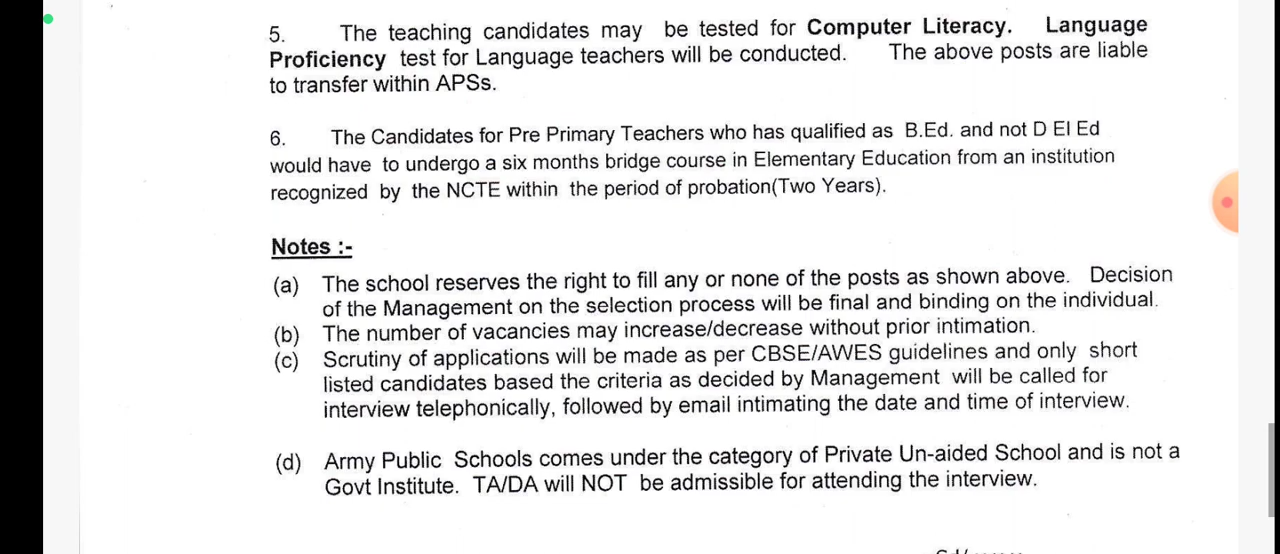 5. The teaching candidates may be tested for Computer Literacy. Language
Proficiency test for Language teachers will be conducted. The above posts are liable
to transfer within APSs.
6. The Candidates for Pre Primary Teachers who has qualified as B.Ed. and not D El Ed
would have to undergo a six months bridge course in Elementary Education from an institution
recognized by the NCTE within the period of probation(Two Years).
Notes :-
(a) The school reserves the right to fill any or none of the posts as shown above. Decision
of the Management on the selection process will be final and binding on the individual.
(b) The number of vacancies may increase/decrease without prior intimation.
(c) Scrutiny of applications will be made as per CBSE/AWES guidelines and only short
listed candidates based the criteria as decided by Management will be called for
interview telephonically, followed by email intimating the date and time of interview.
(d) Army Public Schools comes under the category of Private Un-aided School and is not a
Govt Institute. TA/DA will NOT be admissible for attending the interview.